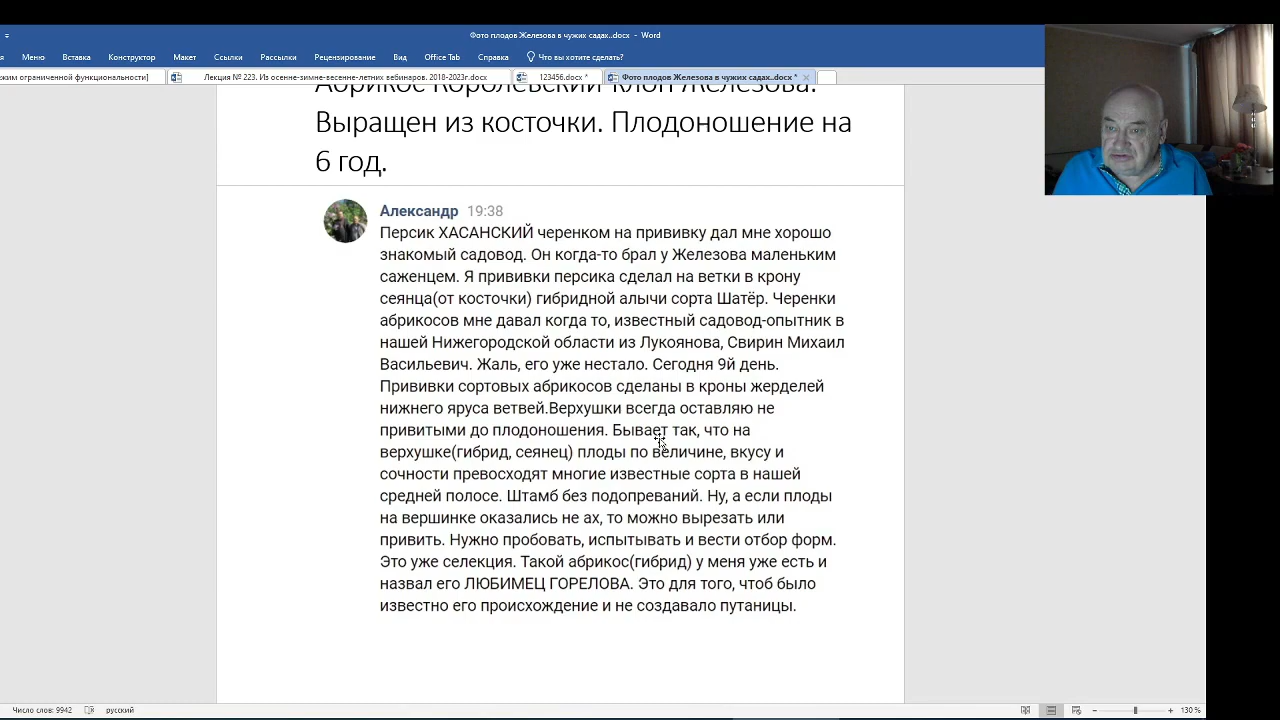 Фото плодов Железова в чужих садах..docx - Word
Меню Вставка Конструктор Макет Ссылки Рассылки Рецензирование Вид Office Tab Справка Что вы хотите сделать?
жим ограниченной функциональности] Лекция № 223. Из осенне-зимне-весенне-летних вебинаров. 2018-2023г.docx 123456.docx * Фото плодов Железова в чужих садах..docx *
Абрикос Королевский клон Железова.
Выращен из косточки. Плодоношение на
6 год.
Александр 19:38
Персик ХАСАНСКИЙ черенком на прививку дал мне хорошо
знакомый садовод. Он когда-то брал у Железова маленьким
саженцем. Я прививки персика сделал на ветки в крону
сеянца(от косточки) гибридной алычи сорта Шатёр. Черенки
абрикосов мне давал когда то, известный садовод-опытник в
нашей Нижегородской области из Лукоянова, Свирин Михаил
Васильевич. Жаль, его уже нестало. Сегодня 9й день.
Прививки сортовых абрикосов сделаны в кроны жерделей
нижнего яруса ветвей.Верхушки всегда оставляю не
привитыми до плодоношения. Бывает так, что на
верхушке(гибрид, сеянец) плоды по величине, вкусу и
сочности превосходят многие известные сорта в нашей
средней полосе. Штамб без подопреваний. Ну, а если плоды
на вершинке оказались не ах, то можно вырезать или
привить. Нужно пробовать, испытывать и вести отбор форм.
Это уже селекция. Такой абрикос(гибрид) у меня уже есть и
назвал его ЛЮБИМЕЦ ГОРЕЛОВА. Это для того, чтоб было
известно его происхождение и не создавало путаницы.
Число слов: 9942 русский 130 %